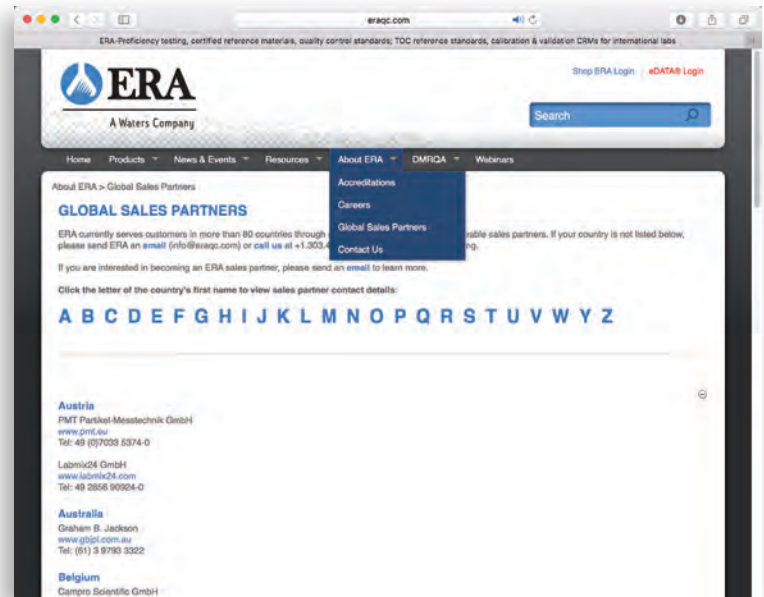 eraqc.com
ERA-Proficiency testing, certified reference materials, quality control standards; TOC reference standards, calibration & validation CRMs for international labs
ERA
A Waters Company
Shop ERA Login
eDATA® Login
Search
Home Products News & Events Resources About ERA DMRQA Webinars
Accreditations
Careers
Global Sales Partners
Contact Us
About ERA > Global Sales Partners
GLOBAL SALES PARTNERS
ERA currently serves customers in more than 80 countries through rable sales partners. If your country is not listed below,
please send ERA an email (info@eraqc.com) or call us at +1.303.4 ng.
If you are interested in becoming an ERA sales partner, please send an email to learn more.
Click the letter of the country's first name to view sales partner contact details:
A B C D E F G H I J K L M N O P Q R S T U V W Y Z
Austria
PMT Partikel-Messtechnik GmbH
www.pmt.eu
Tel: 49 (0)7033 5374-0
Labmix24 GmbH
www.labmix24.com
Tel: 49 2856 90924-0
Australia
Graham B. Jackson
www.gbjpl.com.au
Tel: (61) 3 9793 3322
Belgium
Campro Scientific GmbH